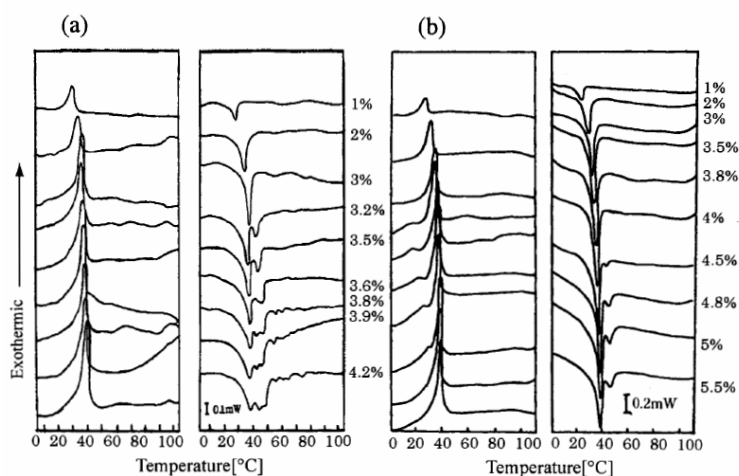 (a)
(b)
Exothermic
1%
2%
3%
3.2%
3.5%
3.6%
3.8%
3.9%
4.2%
0.1mW
1%
2%
3%
3.5%
3.8%
4%
4.5%
4.8%
5%
5.5%
0.2mW
0 20 40 60 80 100
0 20 40 60 80 100
0 20 40 60 80 100
0 20 40 60 80 100
Temperature[°C]
Temperature[°C]